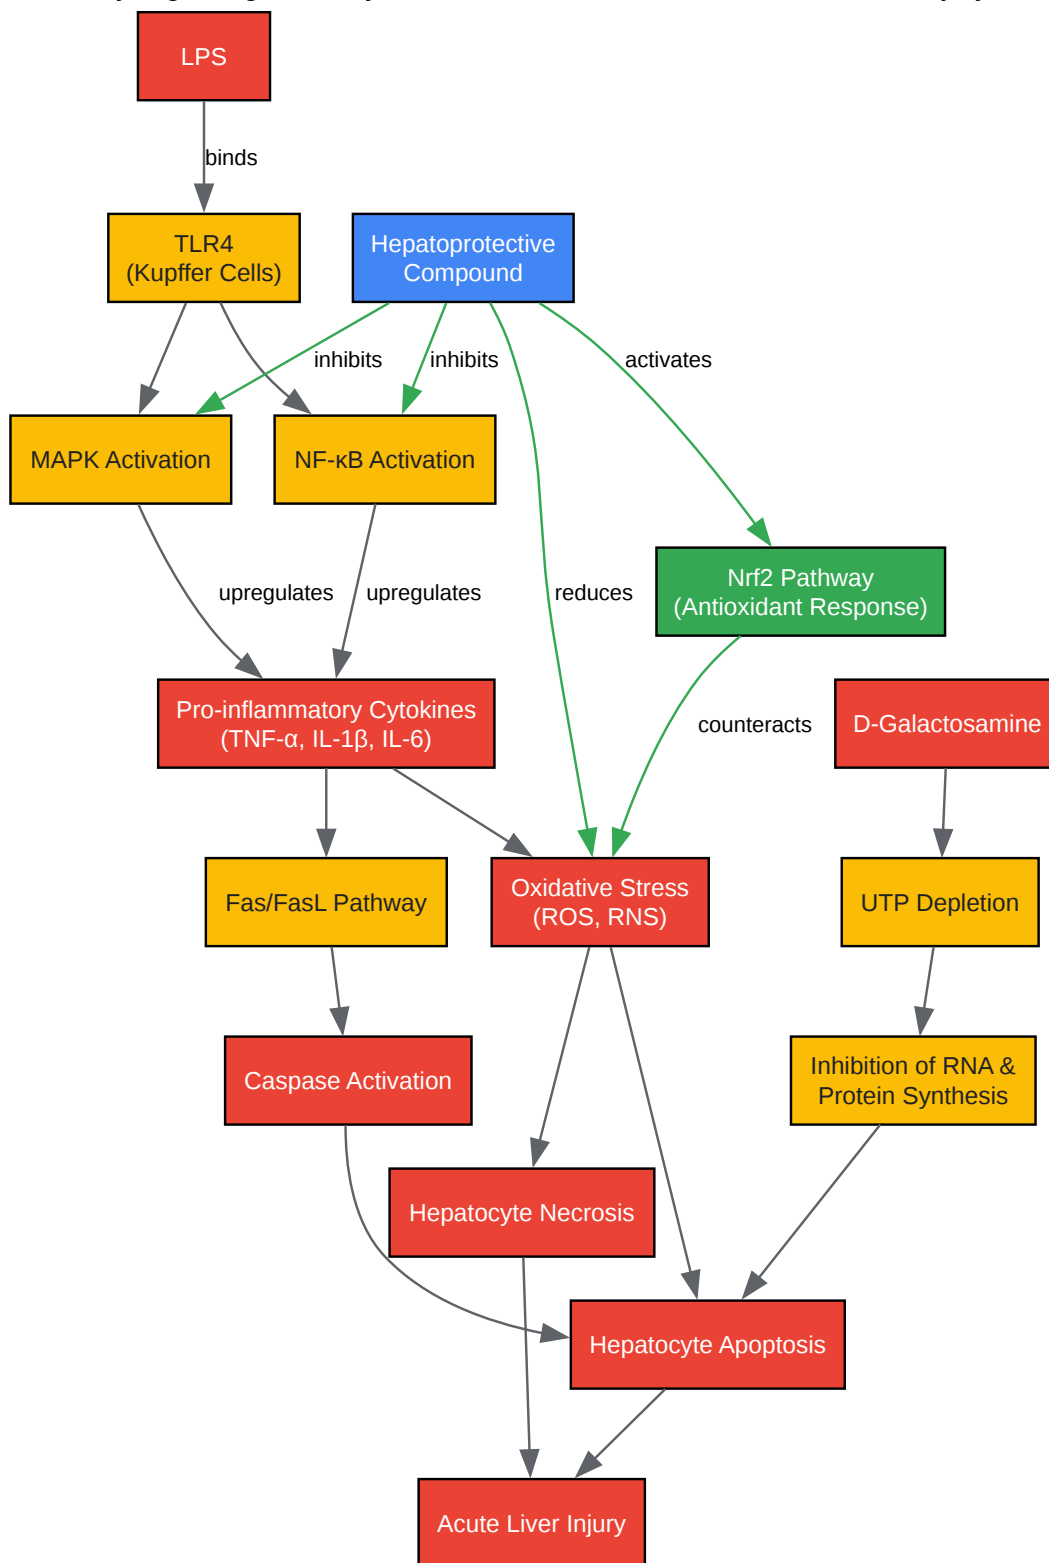 LPS
binds
TLR4
(Kupffer Cells)
Hepatoprotective
Compound
inhibits
inhibits
activates
MAPK Activation
NF-κB Activation
Nrf2 Pathway
(Antioxidant Response)
upregulates
upregulates
reduces
Pro-inflammatory Cytokines
(TNF-α, IL-1β, IL-6)
counteracts
D-Galactosamine
Fas/FasL Pathway
Oxidative Stress
(ROS, RNS)
UTP Depletion
Caspase Activation
Inhibition of RNA &
Protein Synthesis
Hepatocyte Necrosis
Hepatocyte Apoptosis
Acute Liver Injury